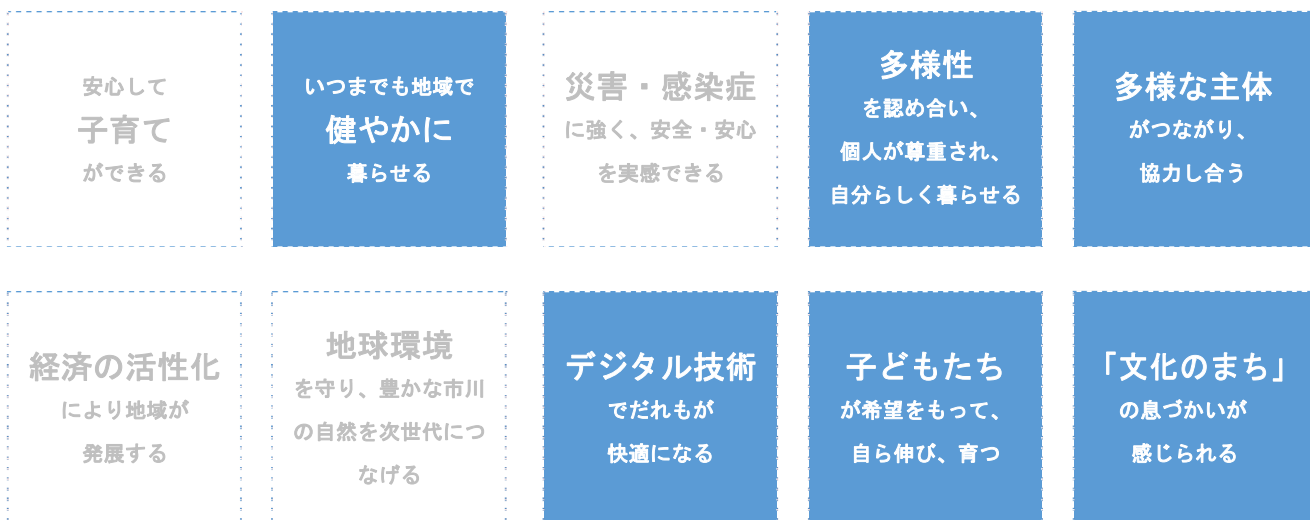 安心して
子育て
ができる
いつまでも地域で
健やかに
暮らせる
災害・感染症
に強く、安全・安心
を実感できる
多様性
を認め合い、
個人が尊重され、
自分らしく暮らせる
多様な主体
がつながり、
協力し合う
経済の活性化
により地域が
発展する
地球環境
を守り、豊かな市川
の自然を次世代につ
なげる
デジタル技術
でだれもが
快適になる
子どもたち
が希望をもって、
自ら伸び、育つ
「文化のまち」
の息づかいが
感じられる